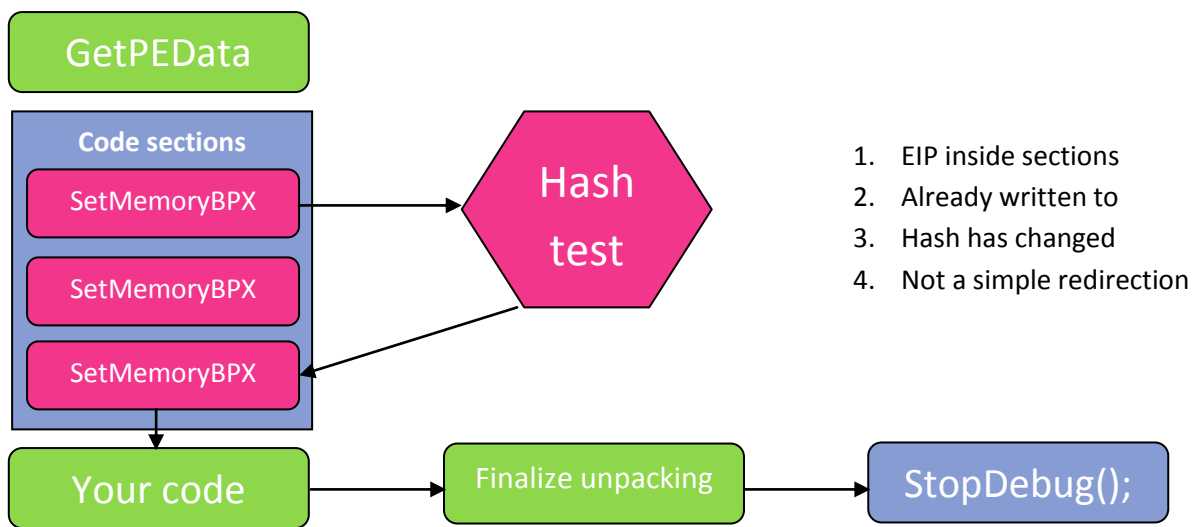 GetPEData
Code sections
SetMemoryBPX
SetMemoryBPX
SetMemoryBPX
Hash
test
1. EIP inside sections
2. Already written to
3. Hash has changed
4. Not a simple redirection
Your code
Finalize unpacking
StopDebug();